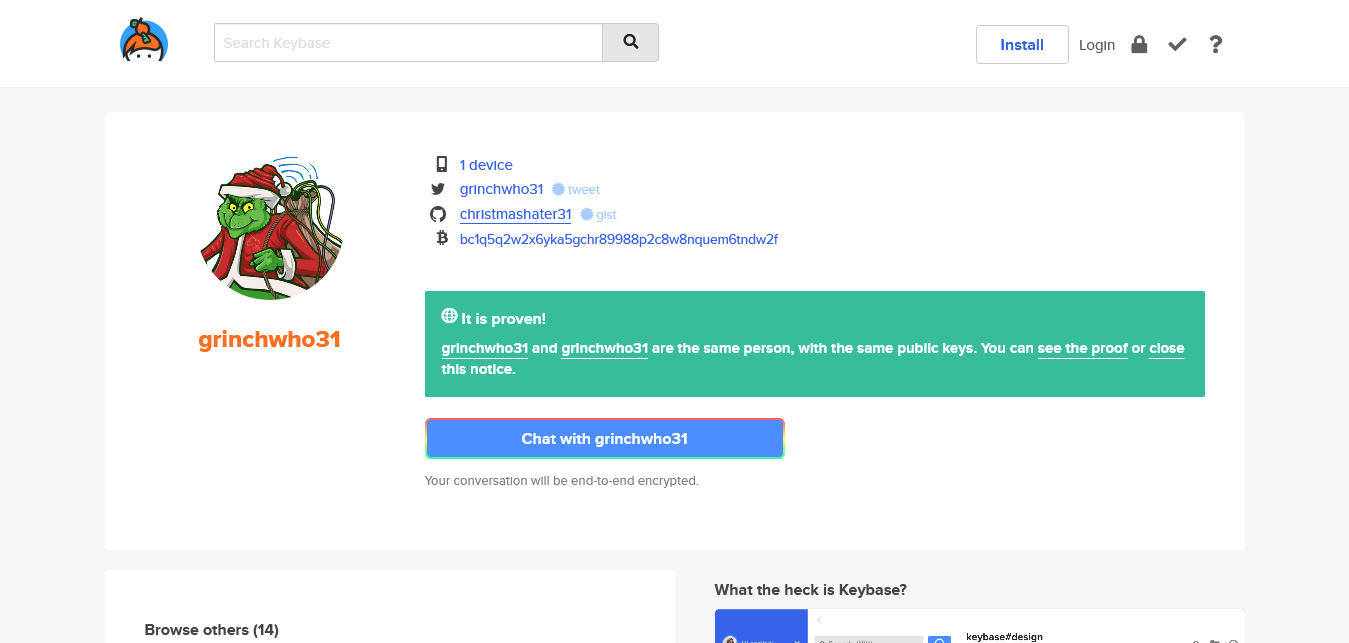 Search Keybase
Install
Login
1 device
grinchwho31 tweet
christmashater31 gist
bc1q5q2w2x6yka5gchr89988p2c8w8nquem6tndw2f
grinchwho31
It is proven!
grinchwho31 and grinchwho31 are the same person, with the same public keys. You can see the proof or close
this notice.
Chat with grinchwho31
Your conversation will be end-to-end encrypted.
Browse others (14)
What the heck is Keybase?
keybase#design